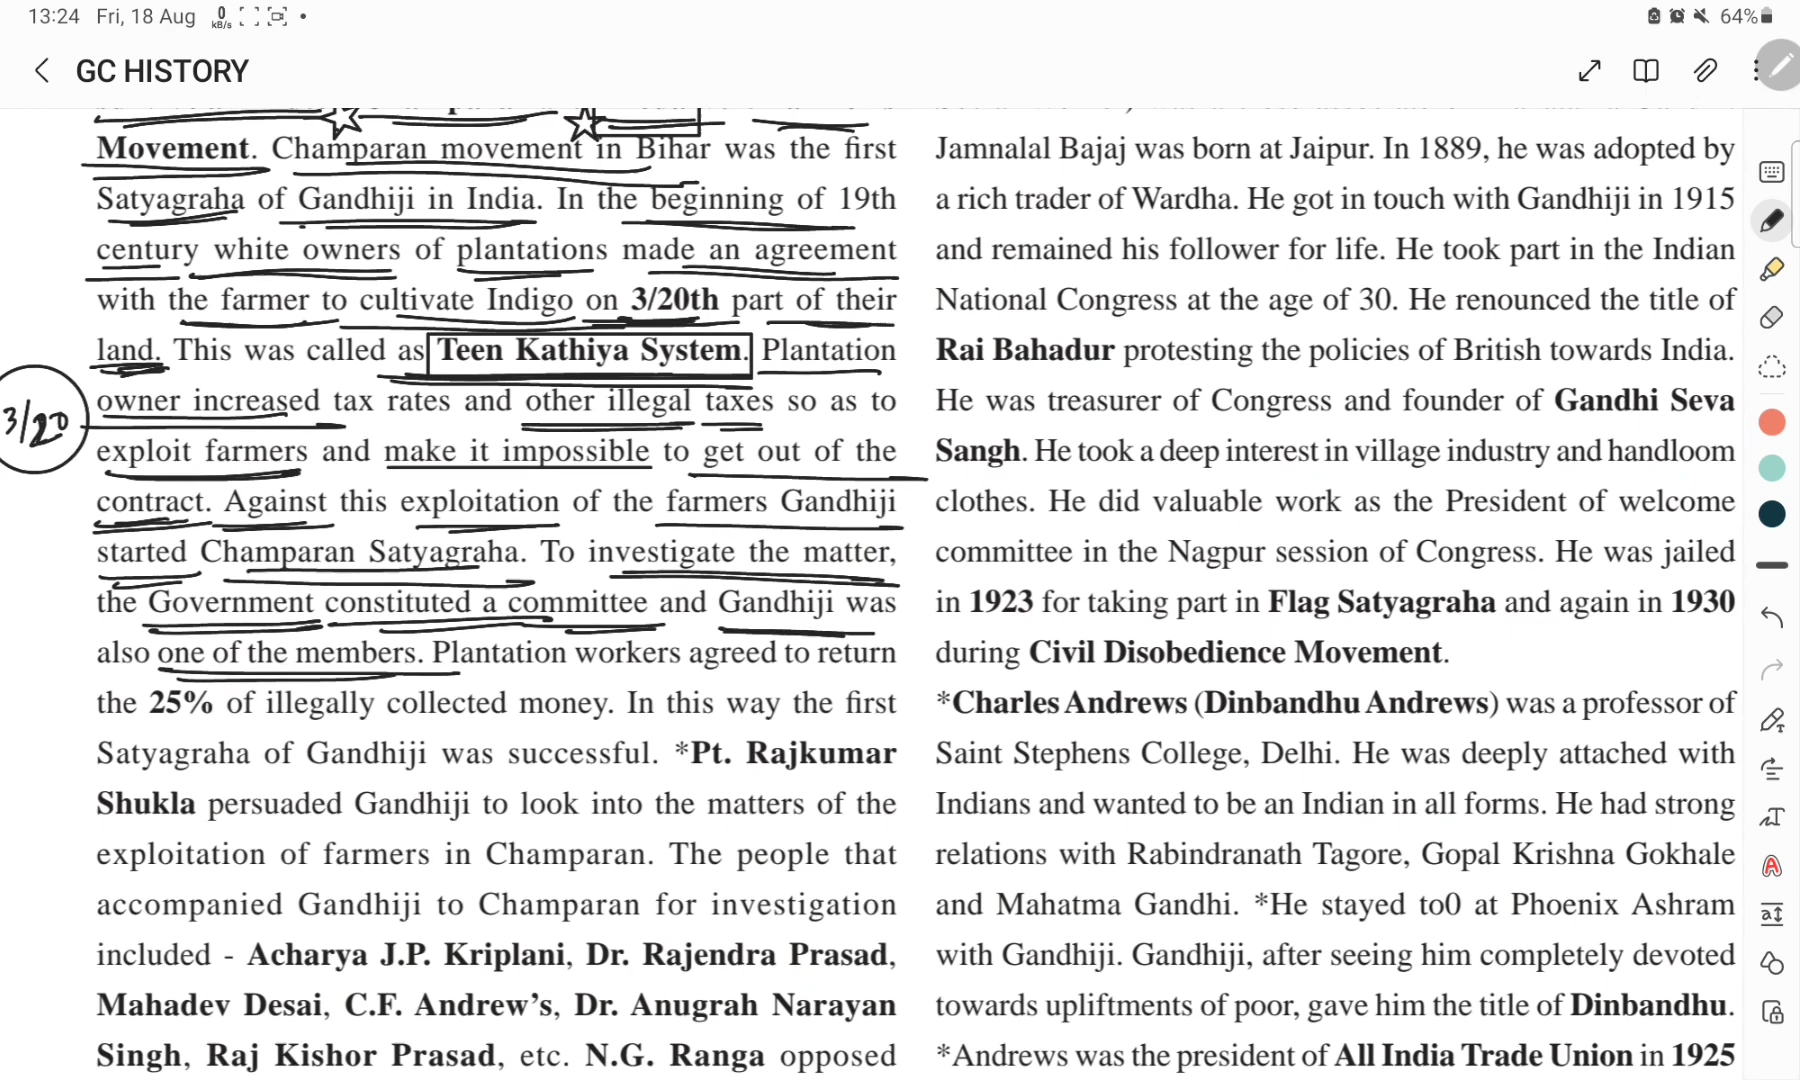 13:24 Fri, 18 Aug 0 kB/s 64%
GC HISTORY
Movement. Champaran movement in Bihar was the first
Satyagraha of Gandhiji in India. In the beginning of 19th
century white owners of plantations made an agreement
with the farmer to cultivate Indigo on 3/20th part of their
land. This was called as Teen Kathiya System. Plantation
owner increased tax rates and other illegal taxes so as to
3/20
exploit farmers and make it impossible to get out of the
contract. Against this exploitation of the farmers Gandhiji
started Champaran Satyagraha. To investigate the matter,
the Government constituted a committee and Gandhiji was
also one of the members. Plantation workers agreed to return
the 25% of illegally collected money. In this way the first
Satyagraha of Gandhiji was successful. *Pt. Rajkumar
Shukla persuaded Gandhiji to look into the matters of the
exploitation of farmers in Champaran. The people that
accompanied Gandhiji to Champaran for investigation
included - Acharya J.P. Kriplani, Dr. Rajendra Prasad,
Mahadev Desai, C.F. Andrew's, Dr. Anugrah Narayan
Singh, Raj Kishor Prasad, etc. N.G. Ranga opposed
Jamnalal Bajaj was born at Jaipur. In 1889, he was adopted by
a rich trader of Wardha. He got in touch with Gandhiji in 1915
and remained his follower for life. He took part in the Indian
National Congress at the age of 30. He renounced the title of
Rai Bahadur protesting the policies of British towards India.
He was treasurer of Congress and founder of Gandhi Seva
Sangh. He took a deep interest in village industry and handloom
clothes. He did valuable work as the President of welcome
committee in the Nagpur session of Congress. He was jailed
in 1923 for taking part in Flag Satyagraha and again in 1930
during Civil Disobedience Movement.
*Charles Andrews (Dinbandhu Andrews) was a professor of
Saint Stephens College, Delhi. He was deeply attached with
Indians and wanted to be an Indian in all forms. He had strong
relations with Rabindranath Tagore, Gopal Krishna Gokhale
and Mahatma Gandhi. *He stayed to0 at Phoenix Ashram
with Gandhiji. Gandhiji, after seeing him completely devoted
towards upliftments of poor, gave him the title of Dinbandhu.
*Andrews was the president of All India Trade Union in 1925